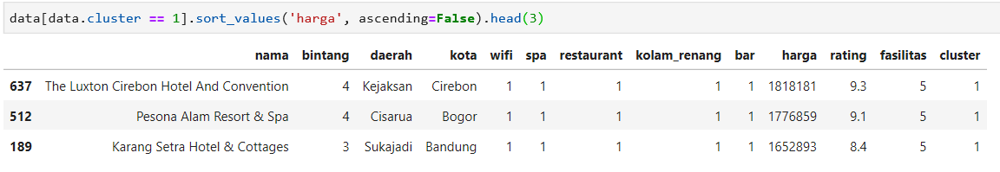 data[data.cluster == 1].sort_values('harga', ascending=False).head(3)
nama bintang daerah kota wifi spa restaurant kolam_renang bar harga rating fasilitas cluster
637 The Luxton Cirebon Hotel And Convention 4 Kejaksan Cirebon 1 1 1 1 1 1818181 9.3 5 1
512 Pesona Alam Resort & Spa 4 Cisarua Bogor 1 1 1 1 1 1776859 9.1 5 1
189 Karang Setra Hotel & Cottages 3 Sukajadi Bandung 1 1 1 1 1 1652893 8.4 5 1